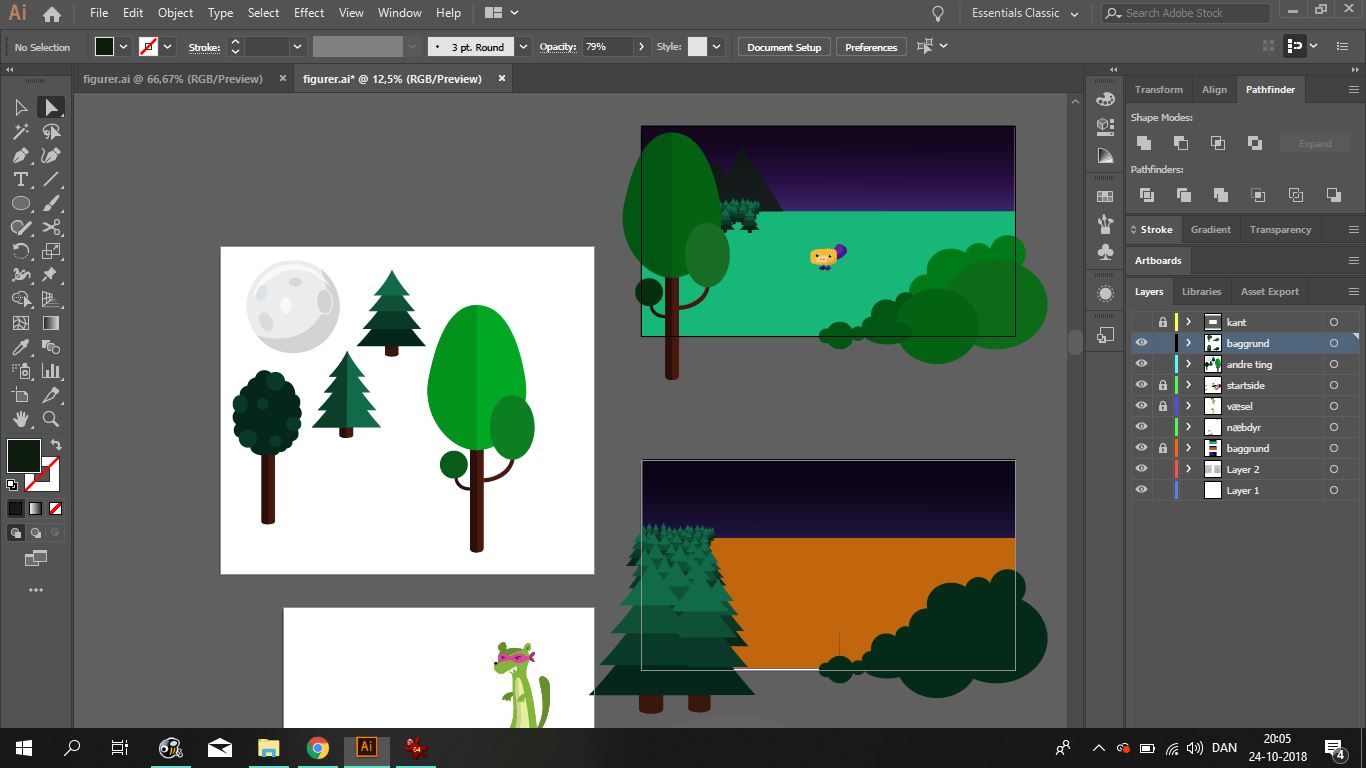 Ai File Edit Object Type Select Effect View Window Help Essentials Classic Search Adobe Stock
No Selection Stroke: 3 pt. Round Opacity: 79% Style: Document Setup Preferences
figurer.ai @ 66,67% (RGB/Preview) × figurer.ai* @ 12,5% (RGB/Preview) ×
Transform Align Pathfinder
Shape Modes:
Expand
Pathfinders:
Stroke Gradient Transparency
Artboards
Layers Libraries Asset Export
kant
baggrund
andre ting
startside
væsel
næbdyr
baggrund
Layer 2
Layer 1
Ai 64 DAN 20:05
24-10-2018 4